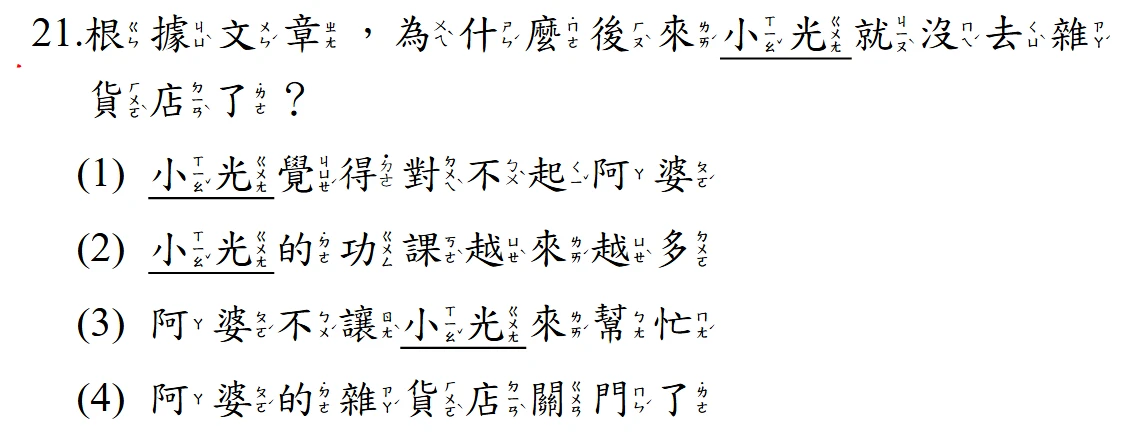 21.根據文章，為什麼後來小光就沒去雜
貨店了？
(1) 小光覺得對不起阿婆
(2) 小光的功課越來越多
(3) 阿婆不讓小光來幫忙
(4) 阿婆的雜貨店關門了